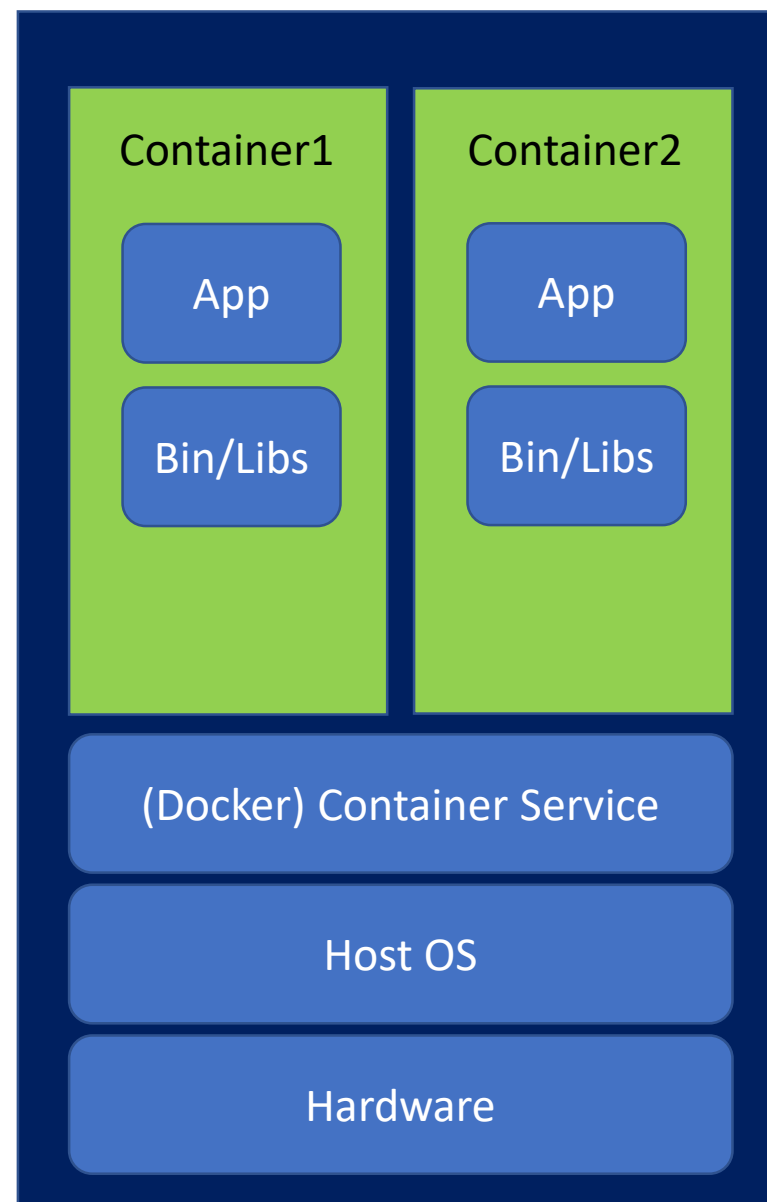 Container1
App
Bin/Libs
Container2
App
Bin/Libs
(Docker) Container Service
Host OS
Hardware